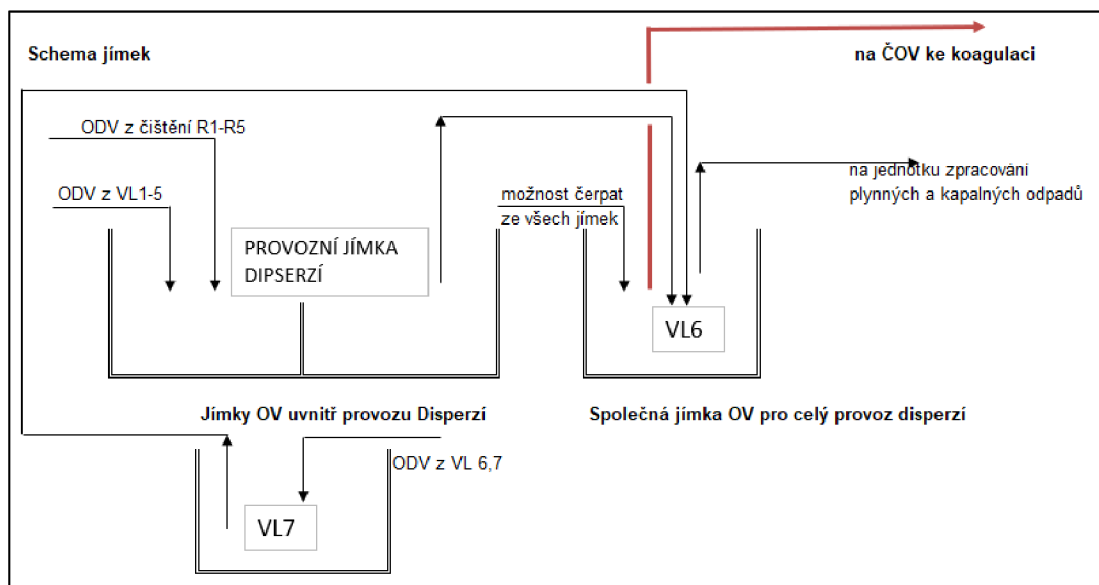 Schema jímek
na ČOV ke koagulaci
ODV z čištění R1-R5
na jednotku zpracování
plynných a kapalných odpadů
ODV z VL1-5
možnost čerpat
ze všech jímek
PROVOZNÍ JÍMKA
DIPSERZÍ
VL6
Jímky OV uvnitř provozu Disperzí
Společná jímka OV pro celý provoz disperzí
ODV z VL 6,7
VL7